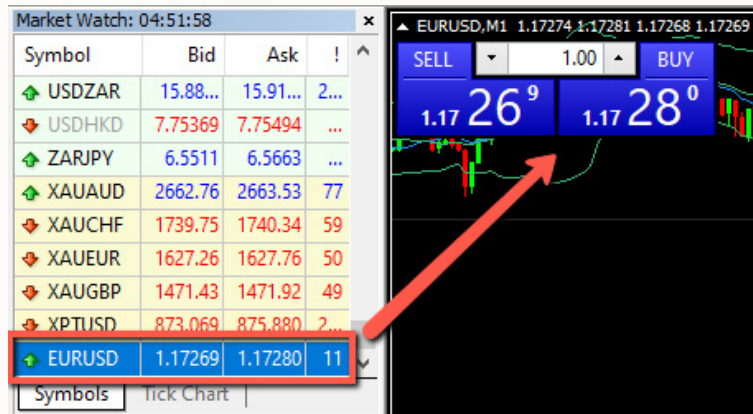 Market Watch: 04:51:58
Symbol Bid Ask !
USDZAR 15.88... 15.91... 2...
USDHKD 7.75369 7.75494 ...
ZARJPY 6.5511 6.5663 ...
XAUAUD 2662.76 2663.53 77
XAUCHF 1739.75 1740.34 59
XAUEUR 1627.26 1627.76 50
XAUGBP 1471.43 1471.92 49
XPTUSD 873.069 875.880 2...
EURUSD 1.17269 1.17280 11
Symbols Tick Chart
EURUSD,M1 1.17274 1.17281 1.17268 1.17269
SELL 1.00 BUY
1.17 26 9 1.17 28 0